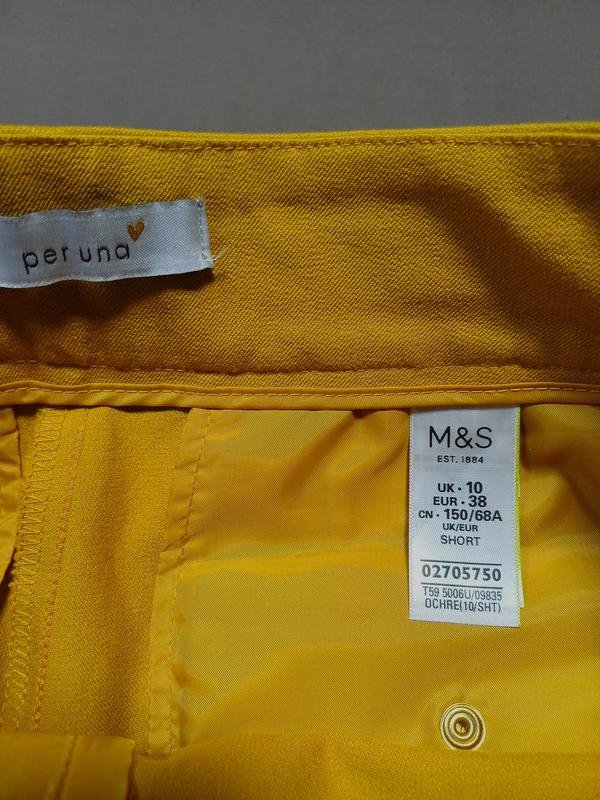 per una
M&S
EST. 1884
UK · 10
EUR · 38
CN · 150/68A
UK/EUR
SHORT
02705750
T59 5006U/09835
OCHRE(10/SHT)